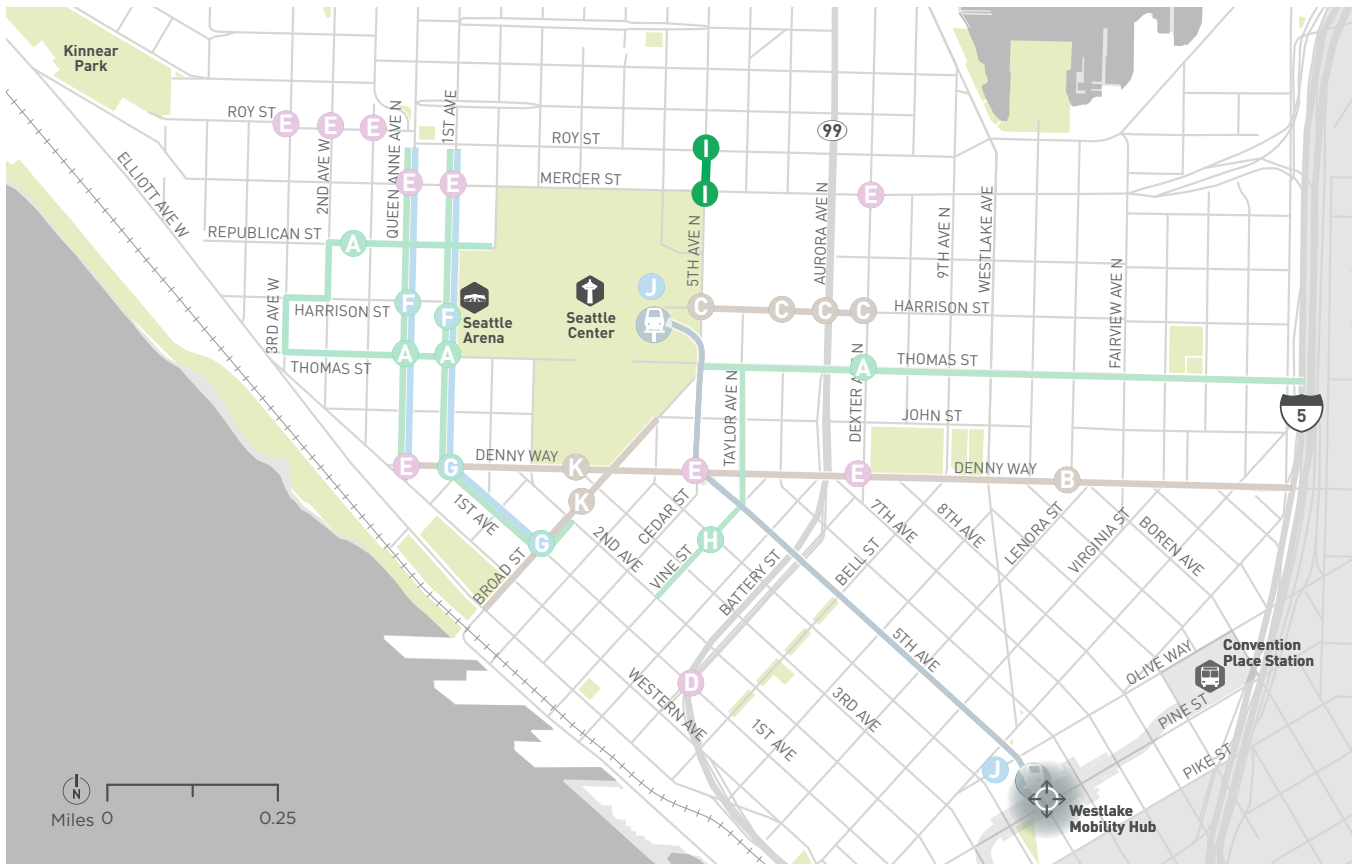 Kinnear
Park
ROY ST
E
E
E
QUEEN ANNE AVE N
1ST AVE
ROY ST
I
99
ELLIOTT AVE W
2ND AVE W
E
E
MERCER ST
I
E
REPUBLICAN ST
A
5TH AVE N
AURORA AVE N
9TH AVE N
WESTLAKE AVE
FAIRVIEW AVE N
3RD AVE W
HARRISON ST
F
F
Seattle
Arena
Seattle
Center
J
C
C
C
C
HARRISON ST
THOMAS ST
A
A
A
THOMAS ST
TAYLOR AVE N
DEXTER AVE N
JOHN ST
5
E
G
DENNY WAY
K
E
E
DENNY WAY
B
1ST AVE
K
G
2ND AVE
CEDAR ST
BROAD ST
VINE ST
H
BATTERY ST
BELL ST
7TH AVE
8TH AVE
LENORA ST
VIRGINIA ST
BOREN AVE
5TH AVE
D
WESTERN AVE
1ST AVE
3RD AVE
OLIVE WAY
Convention
Place Station
PINE ST
PIKE ST
J
Westlake
Mobility Hub
N
Miles 0
0.25